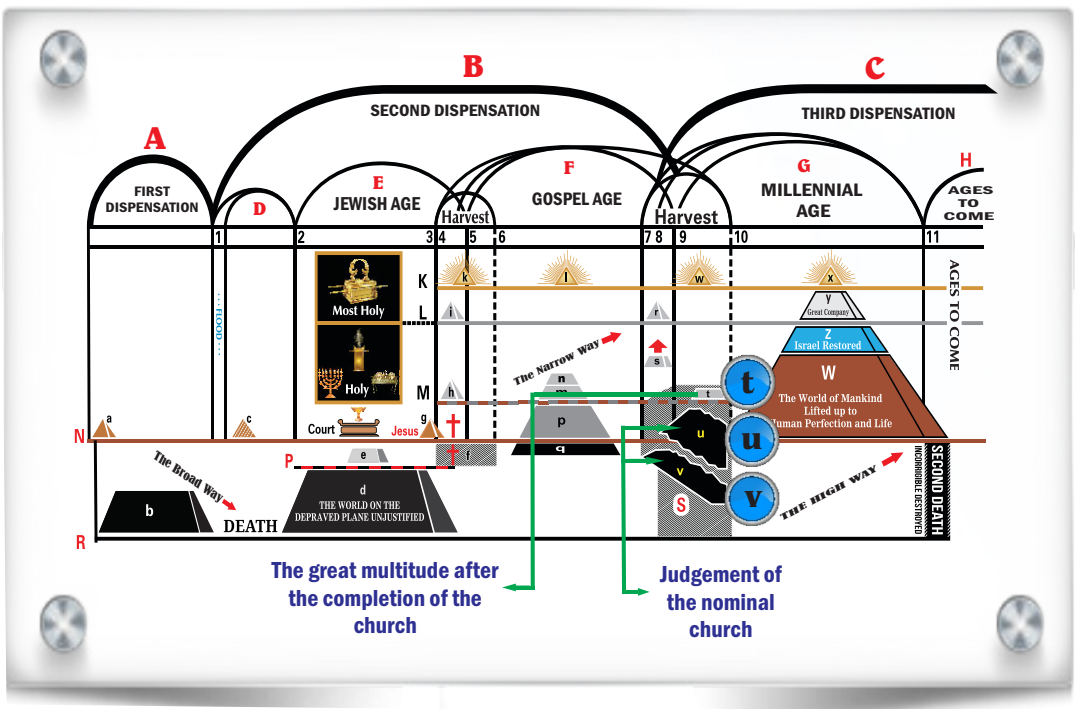 A
B
C
FIRST
DISPENSATION
SECOND DISPENSATION
THIRD DISPENSATION
D
E
JEWISH AGE
Harvest
F
GOSPEL AGE
Harvest
G
MILLENNIAL
AGE
H
AGES
TO
COME
1
2
3
4
5
6
7
8
9
10
11
FLOOD
K
L
M
N
P
R
Most Holy
Holy
Court
Jesus
k
l
w
x
i
r
y
Great Company
The Narrow Way
s
Z
Israel Restored
h
n
m
t
t
W
The World of Mankind
Lifted up to
Human Perfection and Life
AGES TO COME
a
c
g
p
u
u
e
f
q
The Broad Way
b
DEATH
d
THE WORLD ON THE
DEPRAVED PLANE UNJUSTIFIED
v
v
S
THE HIGH WAY
INCORRIGIBLE DESTROYED
SECOND DEATH
The great multitude after
the completion of the
church
Judgement of
the nominal
church